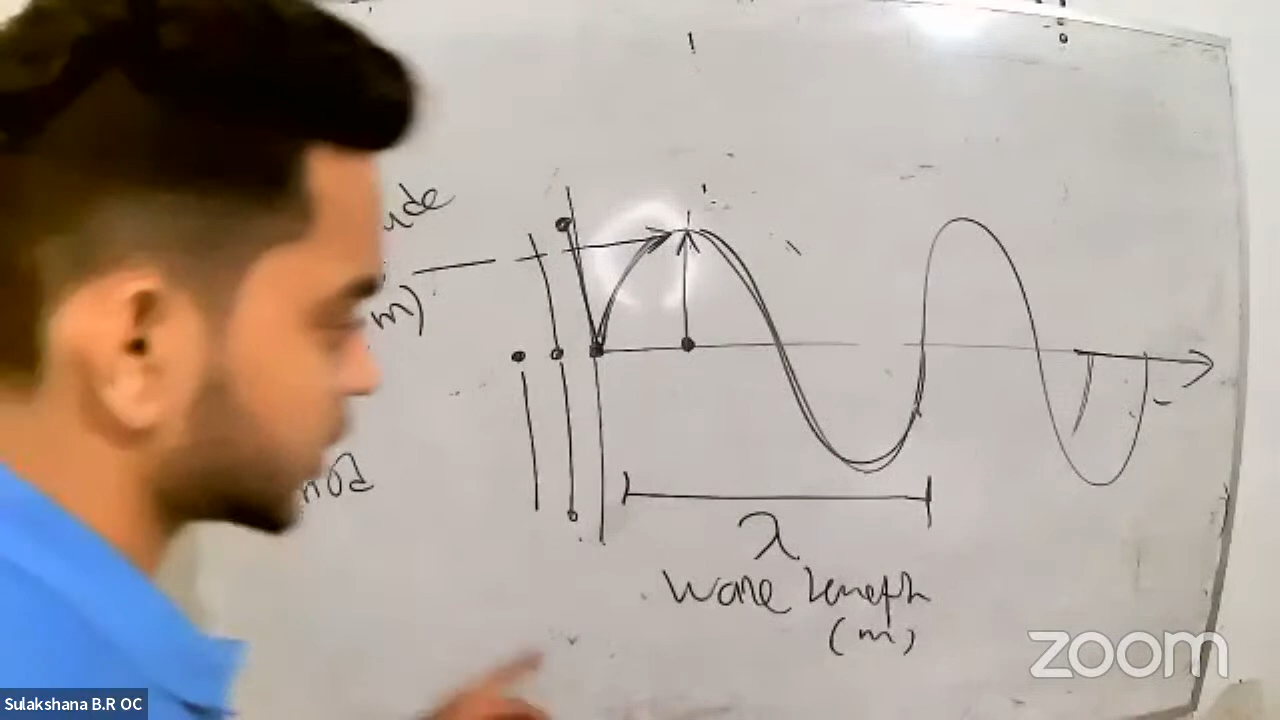 ude
m)
λ
wave length
(m)
zoom
Sulakshana B.R OC